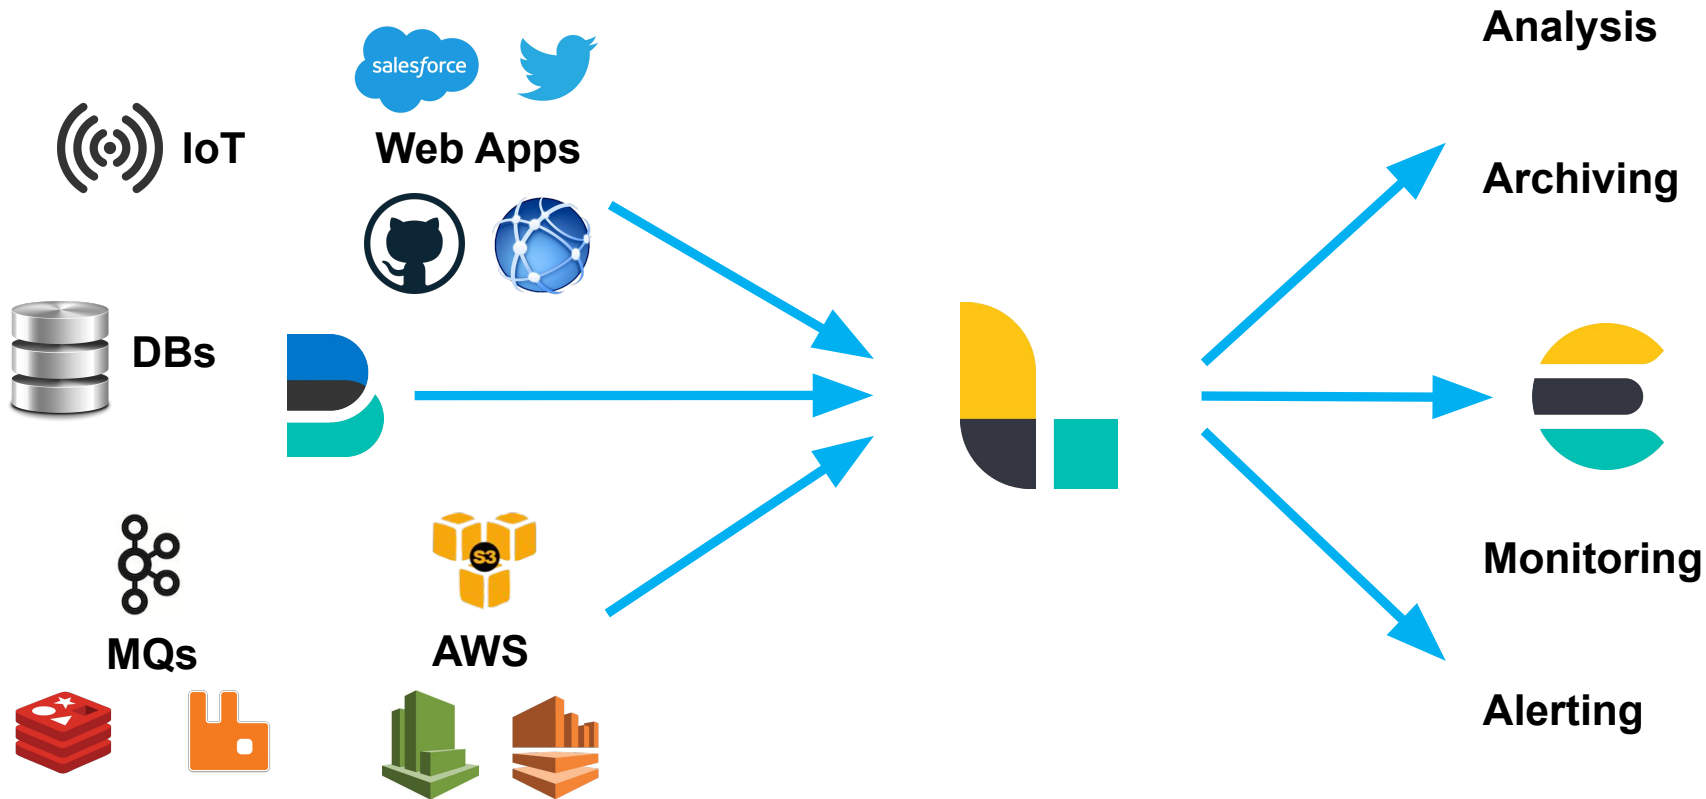 Analysis
salesforce
IoT
Web Apps
Archiving
DBs
S3
Monitoring
MQs
AWS
Alerting